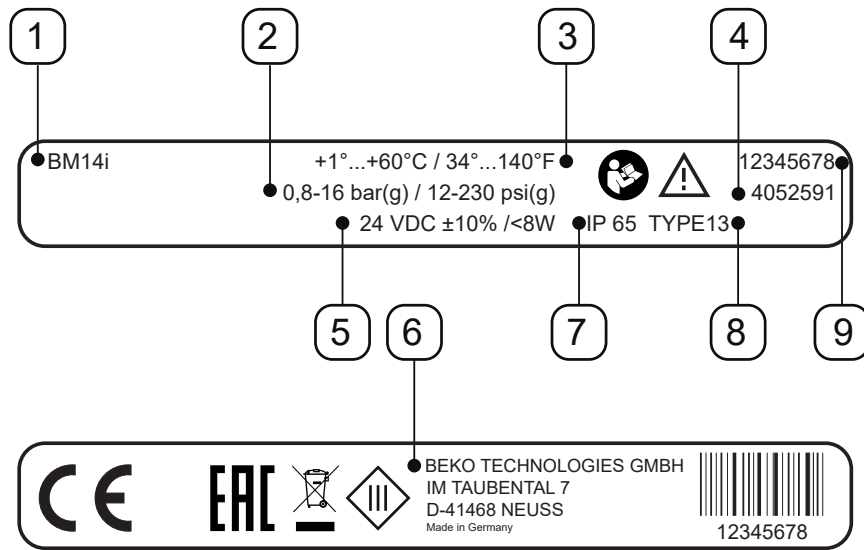 1
2
3
4
BM14i
+1°...+60°C / 34°...140°F
12345678
0,8-16 bar(g) / 12-230 psi(g)
4052591
24 VDC ±10% /<8W
IP 65 TYPE13
5
6
7
8
9
CE
EAC
III
BEKO TECHNOLOGIES GMBH
IM TAUBENTAL 7
D-41468 NEUSS
Made in Germany
12345678